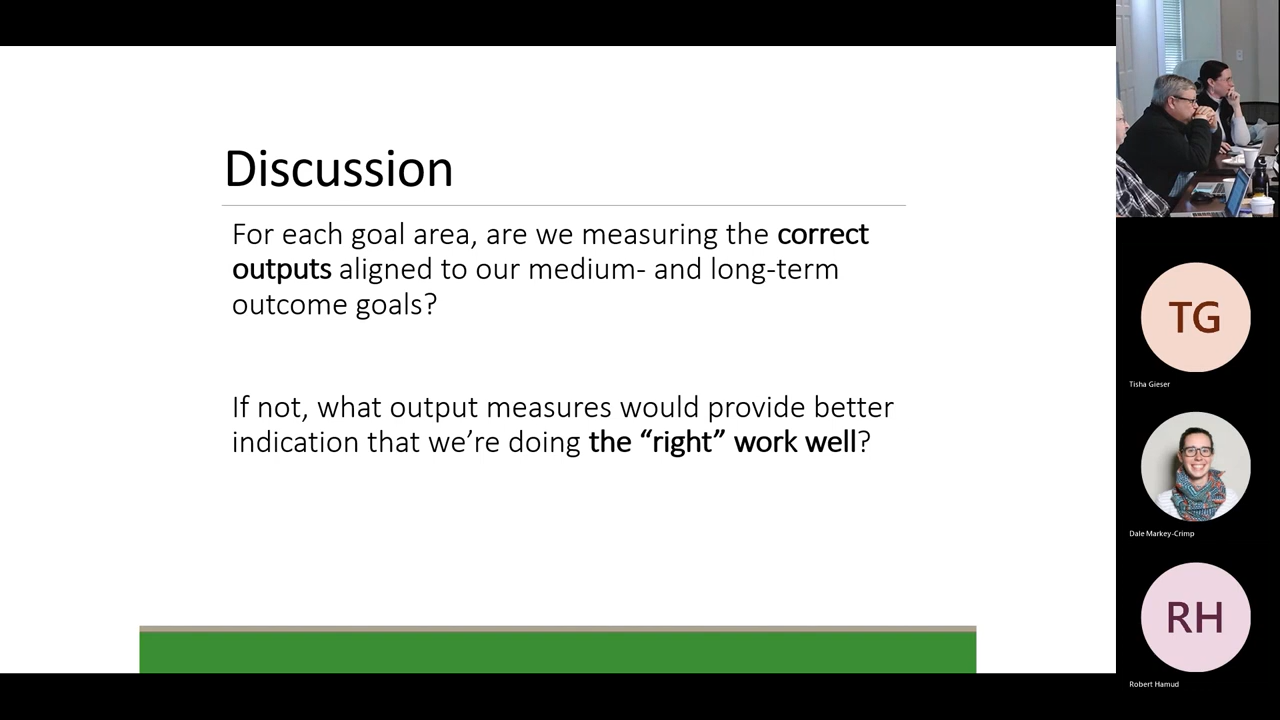 Discussion
For each goal area, are we measuring the correct
outputs aligned to our medium- and long-term
outcome goals?
If not, what output measures would provide better
indication that we’re doing the “right” work well?
TG
Tisha Gieser
Dale Markey-Crimp
RH
Robert Hamud